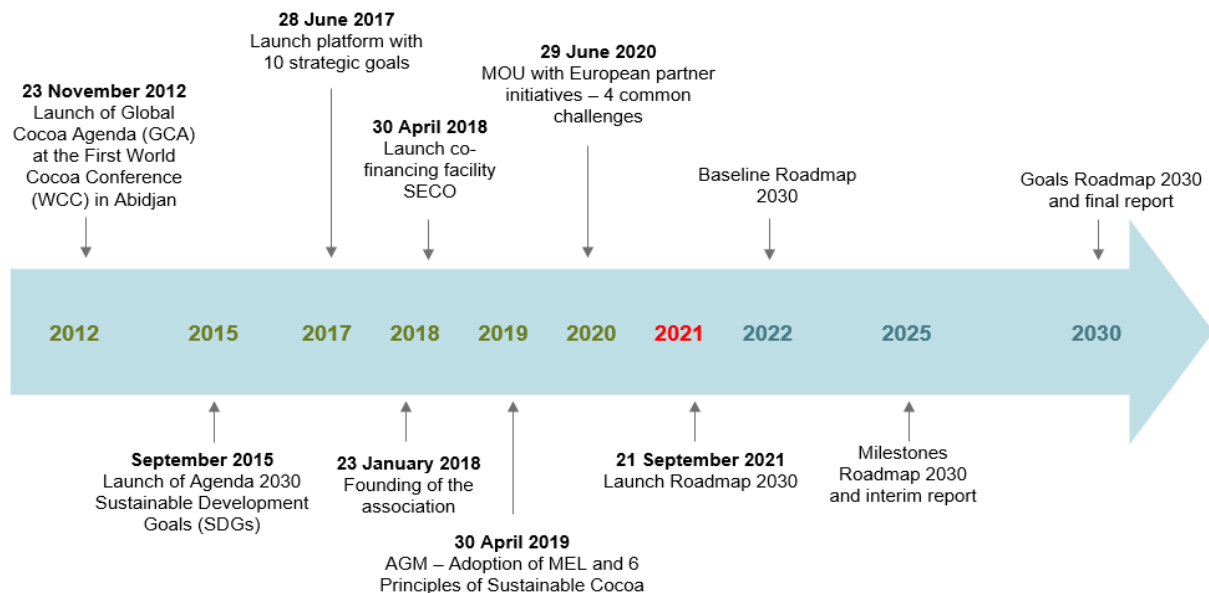 28 June 2017
Launch platform with
10 strategic goals
29 June 2020
MOU with European partner
initiatives – 4 common
challenges
23 November 2012
Launch of Global
Cocoa Agenda (GCA)
at the First World
Cocoa Conference
(WCC) in Abidjan
30 April 2018
Launch co-
financing facility
SECO
Baseline Roadmap
2030
Goals Roadmap 2030
and final report
2012
2015
2017
2018
2019
2020
2021
2022
2025
2030
September 2015
Launch of Agenda 2030
Sustainable Development
Goals (SDGs)
23 January 2018
Founding of the
association
30 April 2019
AGM – Adoption of MEL and 6
Principles of Sustainable Cocoa
21 September 2021
Launch Roadmap 2030
Milestones
Roadmap 2030
and interim report